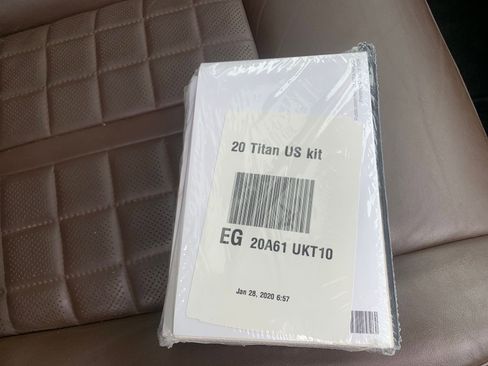 20 Titan US kit
EG 20A61 UKT10
Jan 28, 2020 6:57